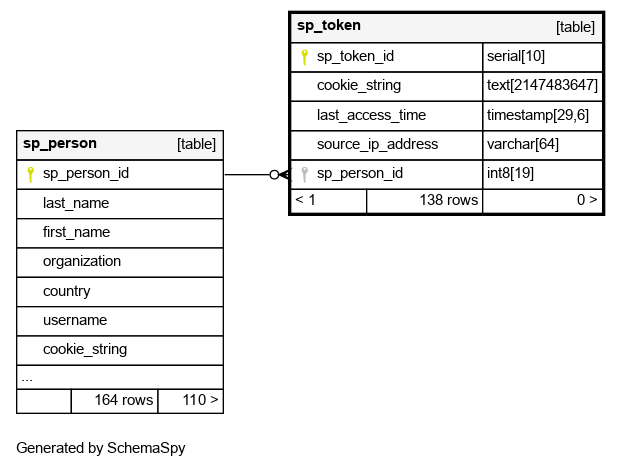 sp_token [table]
sp_token_id serial[10]
cookie_string text[2147483647]
last_access_time timestamp[29,6]
source_ip_address varchar[64]
sp_person_id int8[19]
< 1 138 rows 0 >
sp_person [table]
sp_person_id
last_name
first_name
organization
country
username
cookie_string
...
164 rows 110 >
Generated by SchemaSpy